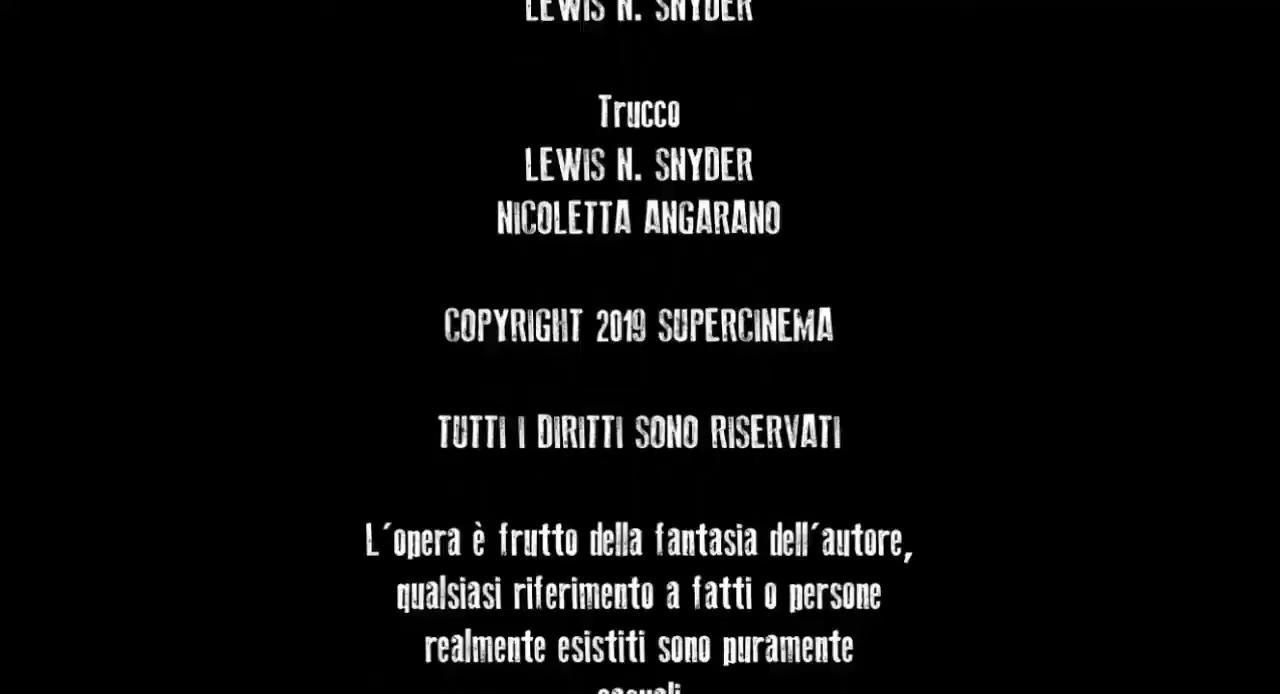 LEWIS N. SNYDER
Trucco
LEWIS N. SNYDER
NICOLETTA ANGARANO
COPYRIGHT 2019 SUPERCINEMA
TUTTI I DIRITTI SONO RISERVATI
L´opera è frutto della fantasia dell´autore,
qualsiasi riferimento a fatti o persone
realmente esistiti sono puramente